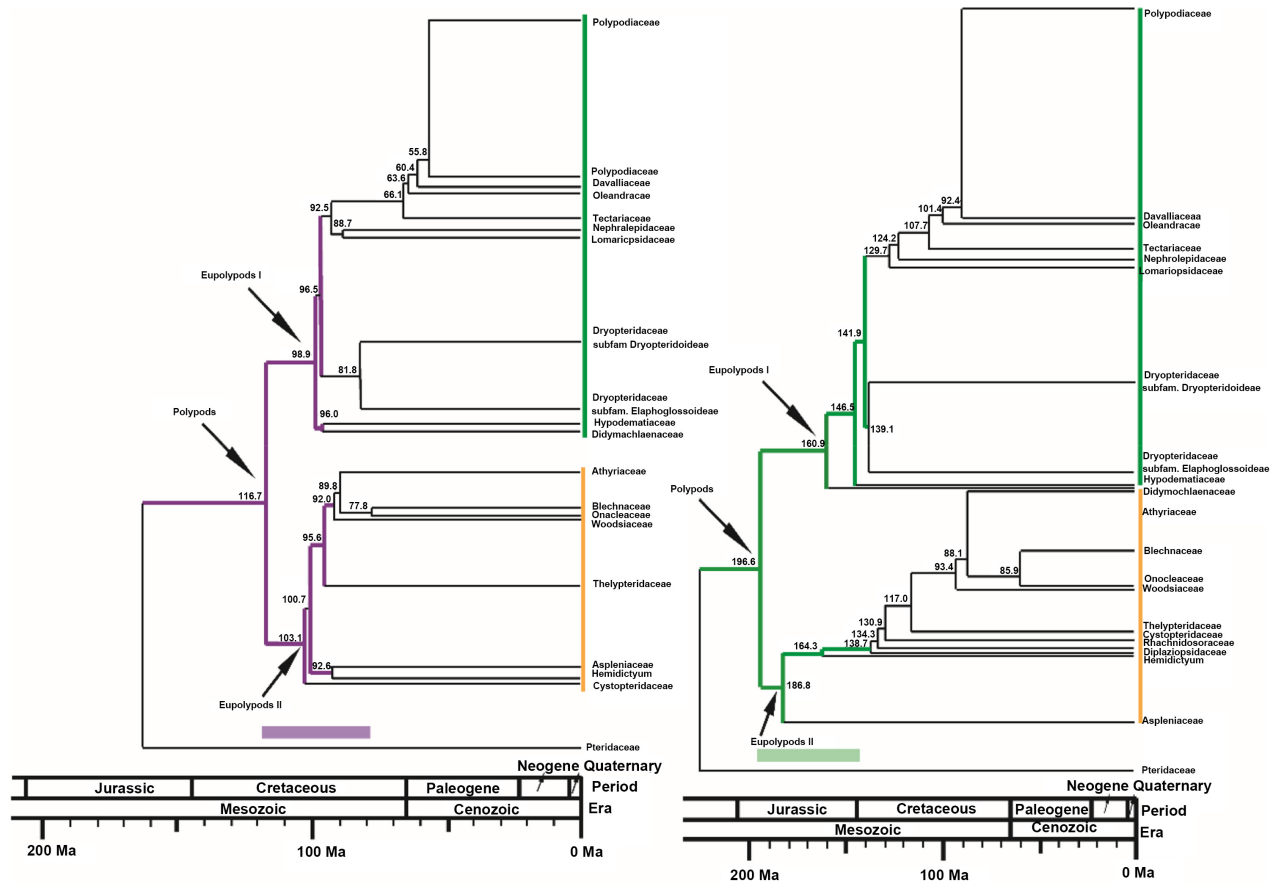 Polypodiaceae
55.8
60.4
Polypodiaceae
63.6
Davalliaceae
66.1
Oleandracae
92.5
Tectariaceae
88.7
Nephralepidaceae
Lomaricpsidaceae
Eupolypods I
96.5
Dryopteridaceae
subfam Dryopteridoideae
98.9
81.8
Dryopteridaceae
subfam. Elaphoglossoideae
Polypods
96.0
Hypodematiaceae
Didymachlaenaceae
Athyriaceae
89.8
116.7
92.0
77.8
Blechnaceae
Onacleaceae
Woodsiaceae
95.6
Thelypteridaceae
100.7
103.1
92.6
Aspleniaceae
Hemidictyum
Cystopteridaceae
Eupolypods II
Pteridaceae
Neogene Quaternary
Jurassic
Cretaceous
Paleogene
Period
Mesozoic
Cenozoic
Era
200 Ma
100 Ma
0 Ma
Polypodiaceae
92.4
101.4
Davalliaceaa
107.7
Oleandracae
124.2
Tectariaceae
129.7
Nephrolepidaceae
Lomariopsidaceae
141.9
Eupolypods I
Dryopteridaceae
subfam. Dryopteridoideae
146.5
139.1
160.9
Dryopteridaceae
subfam. Elaphoglossoideae
Hypodematiaceae
Polypods
Didymochlaenaceae
Athyriaceae
196.6
88.1
Blechnaceae
93.4
85.9
Onocleaceae
Woodsiaceae
117.0
130.9
Thelypteridaceae
134.3
Cystopteridaceae
164.3
138.7
Rhachnidosoraceae
Diplaziopsidaceae
Hemidictyum
186.8
Aspleniaceae
Eupolypods II
Pteridaceae
Neogene Quaternary
Jurassic
Cretaceous
Paleogene
Period
Mesozoic
Cenozoic
Era
200 Ma
100 Ma
0 Ma